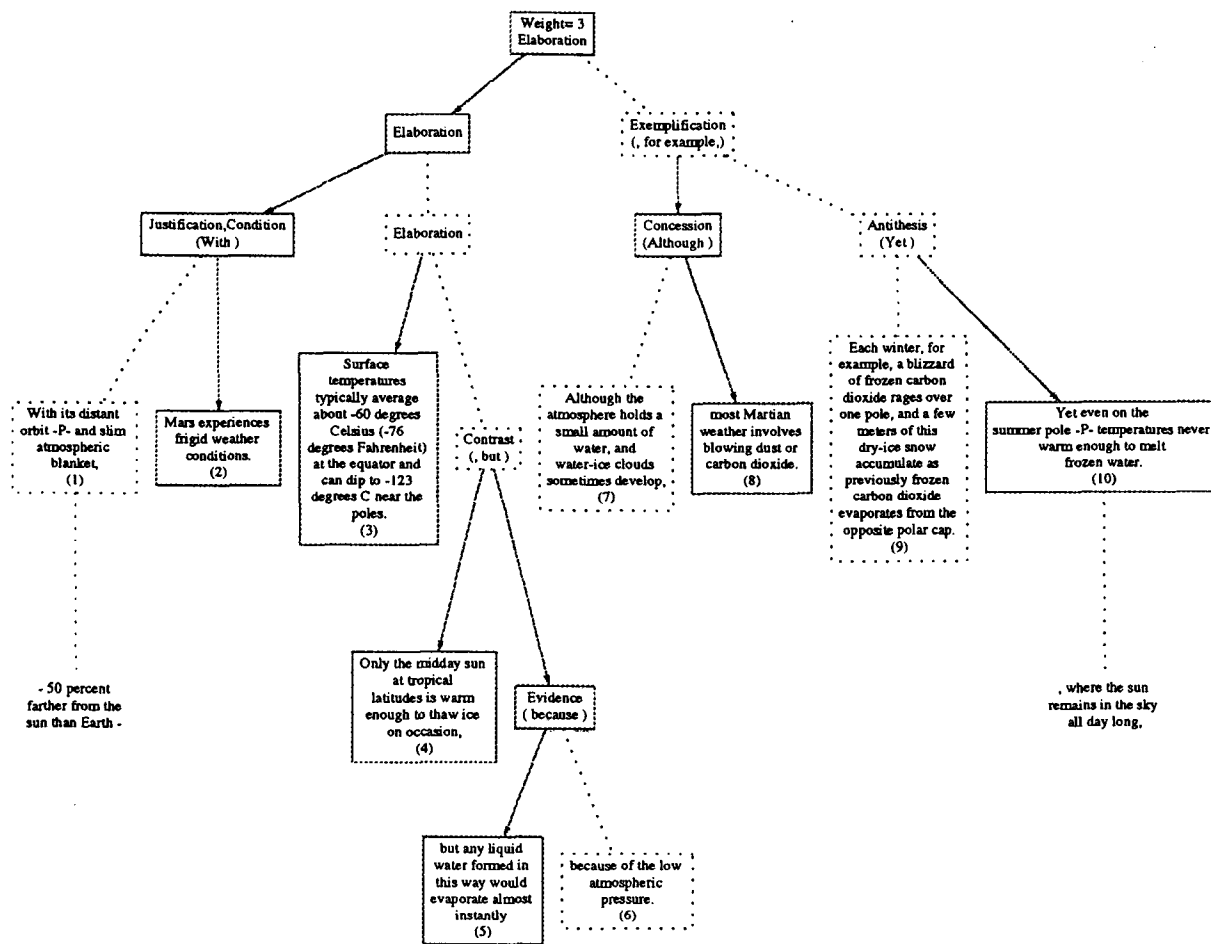 Weight= 3
Elaboration
Elaboration
Exemplification
(, for example,)
Justification,Condition
(With )
Elaboration
Concession
(Although )
Antithesis
(Yet )
With its distant
orbit -P- and slim
atmospheric
blanket,
(1)
Mars experiences
frigid weather
conditions.
(2)
Surface
temperatures
typically average
about -60 degrees
Celsius (-76
degrees Fahrenheit)
at the equator and
can dip to -123
degrees C near the
poles.
(3)
Contrast
(, but )
Although the
atmosphere holds a
small amount of
water, and
water-ice clouds
sometimes develop,
(7)
most Martian
weather involves
blowing dust or
carbon dioxide.
(8)
Each winter, for
example, a blizzard
of frozen carbon
dioxide rages over
one pole, and a few
meters of this
dry-ice snow
accumulate as
previously frozen
carbon dioxide
evaporates from the
opposite polar cap.
(9)
Yet even on the
summer pole -P- temperatures never
warm enough to melt
frozen water.
(10)
- 50 percent
farther from the
sun than Earth -
Only the midday sun
at tropical
latitudes is warm
enough to thaw ice
on occasion,
(4)
Evidence
( because )
, where the sun
remains in the sky
all day long,
but any liquid
water formed in
this way would
evaporate almost
instantly
(5)
because of the low
atmospheric
pressure.
(6)